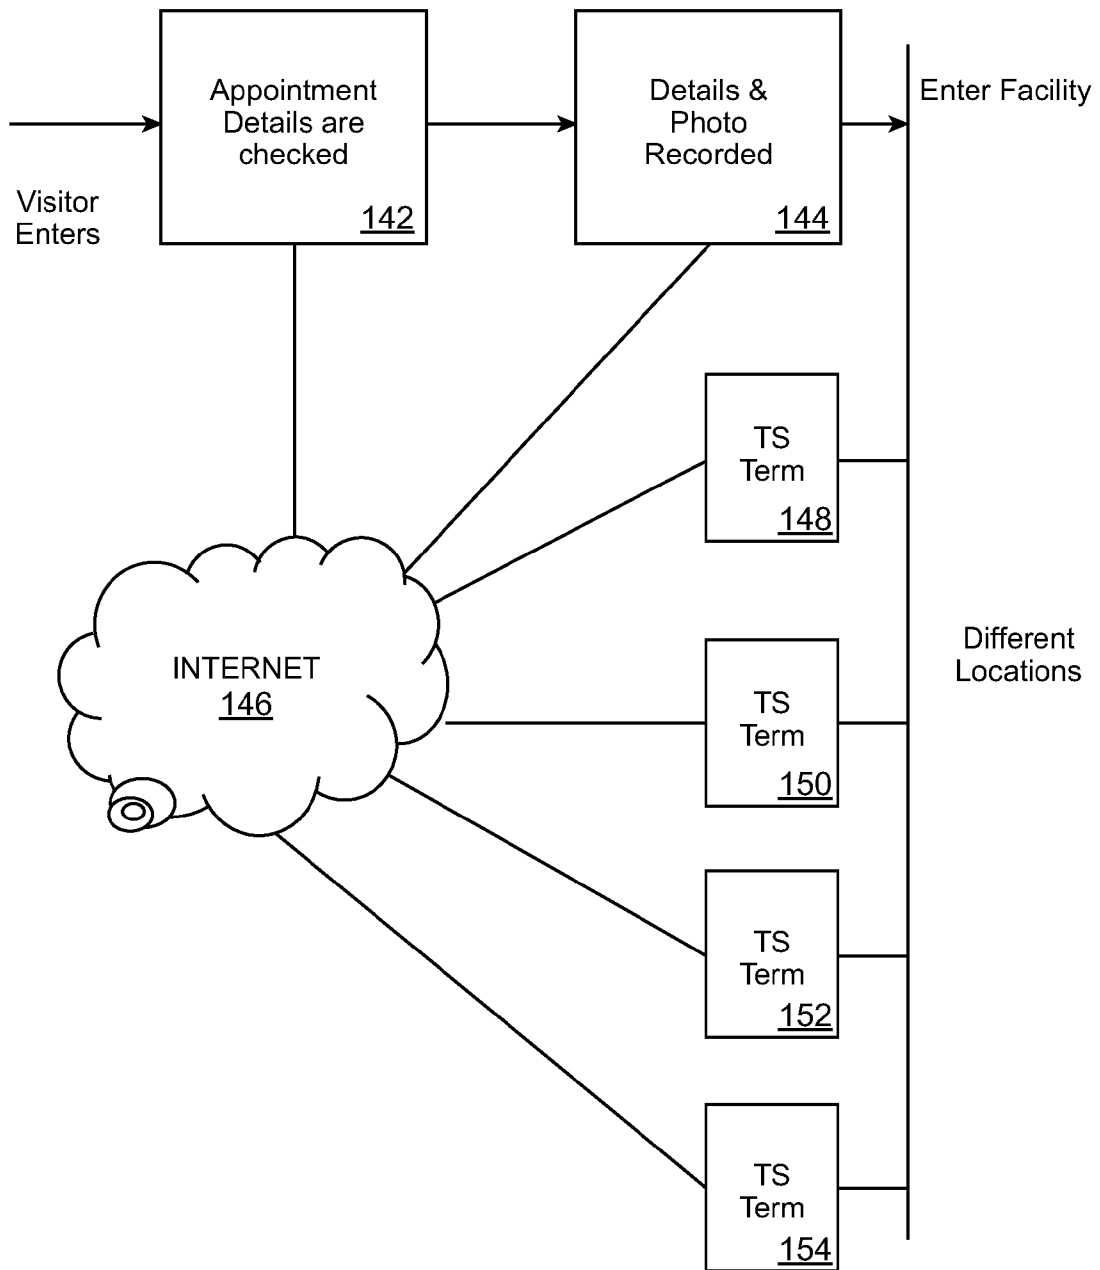 Appointment
Details are
checked
142
Details &
Photo
Recorded
144
Enter Facility
Visitor
Enters
TS
Term
148
INTERNET
146
TS
Term
150
Different
Locations
TS
Term
152
TS
Term
154